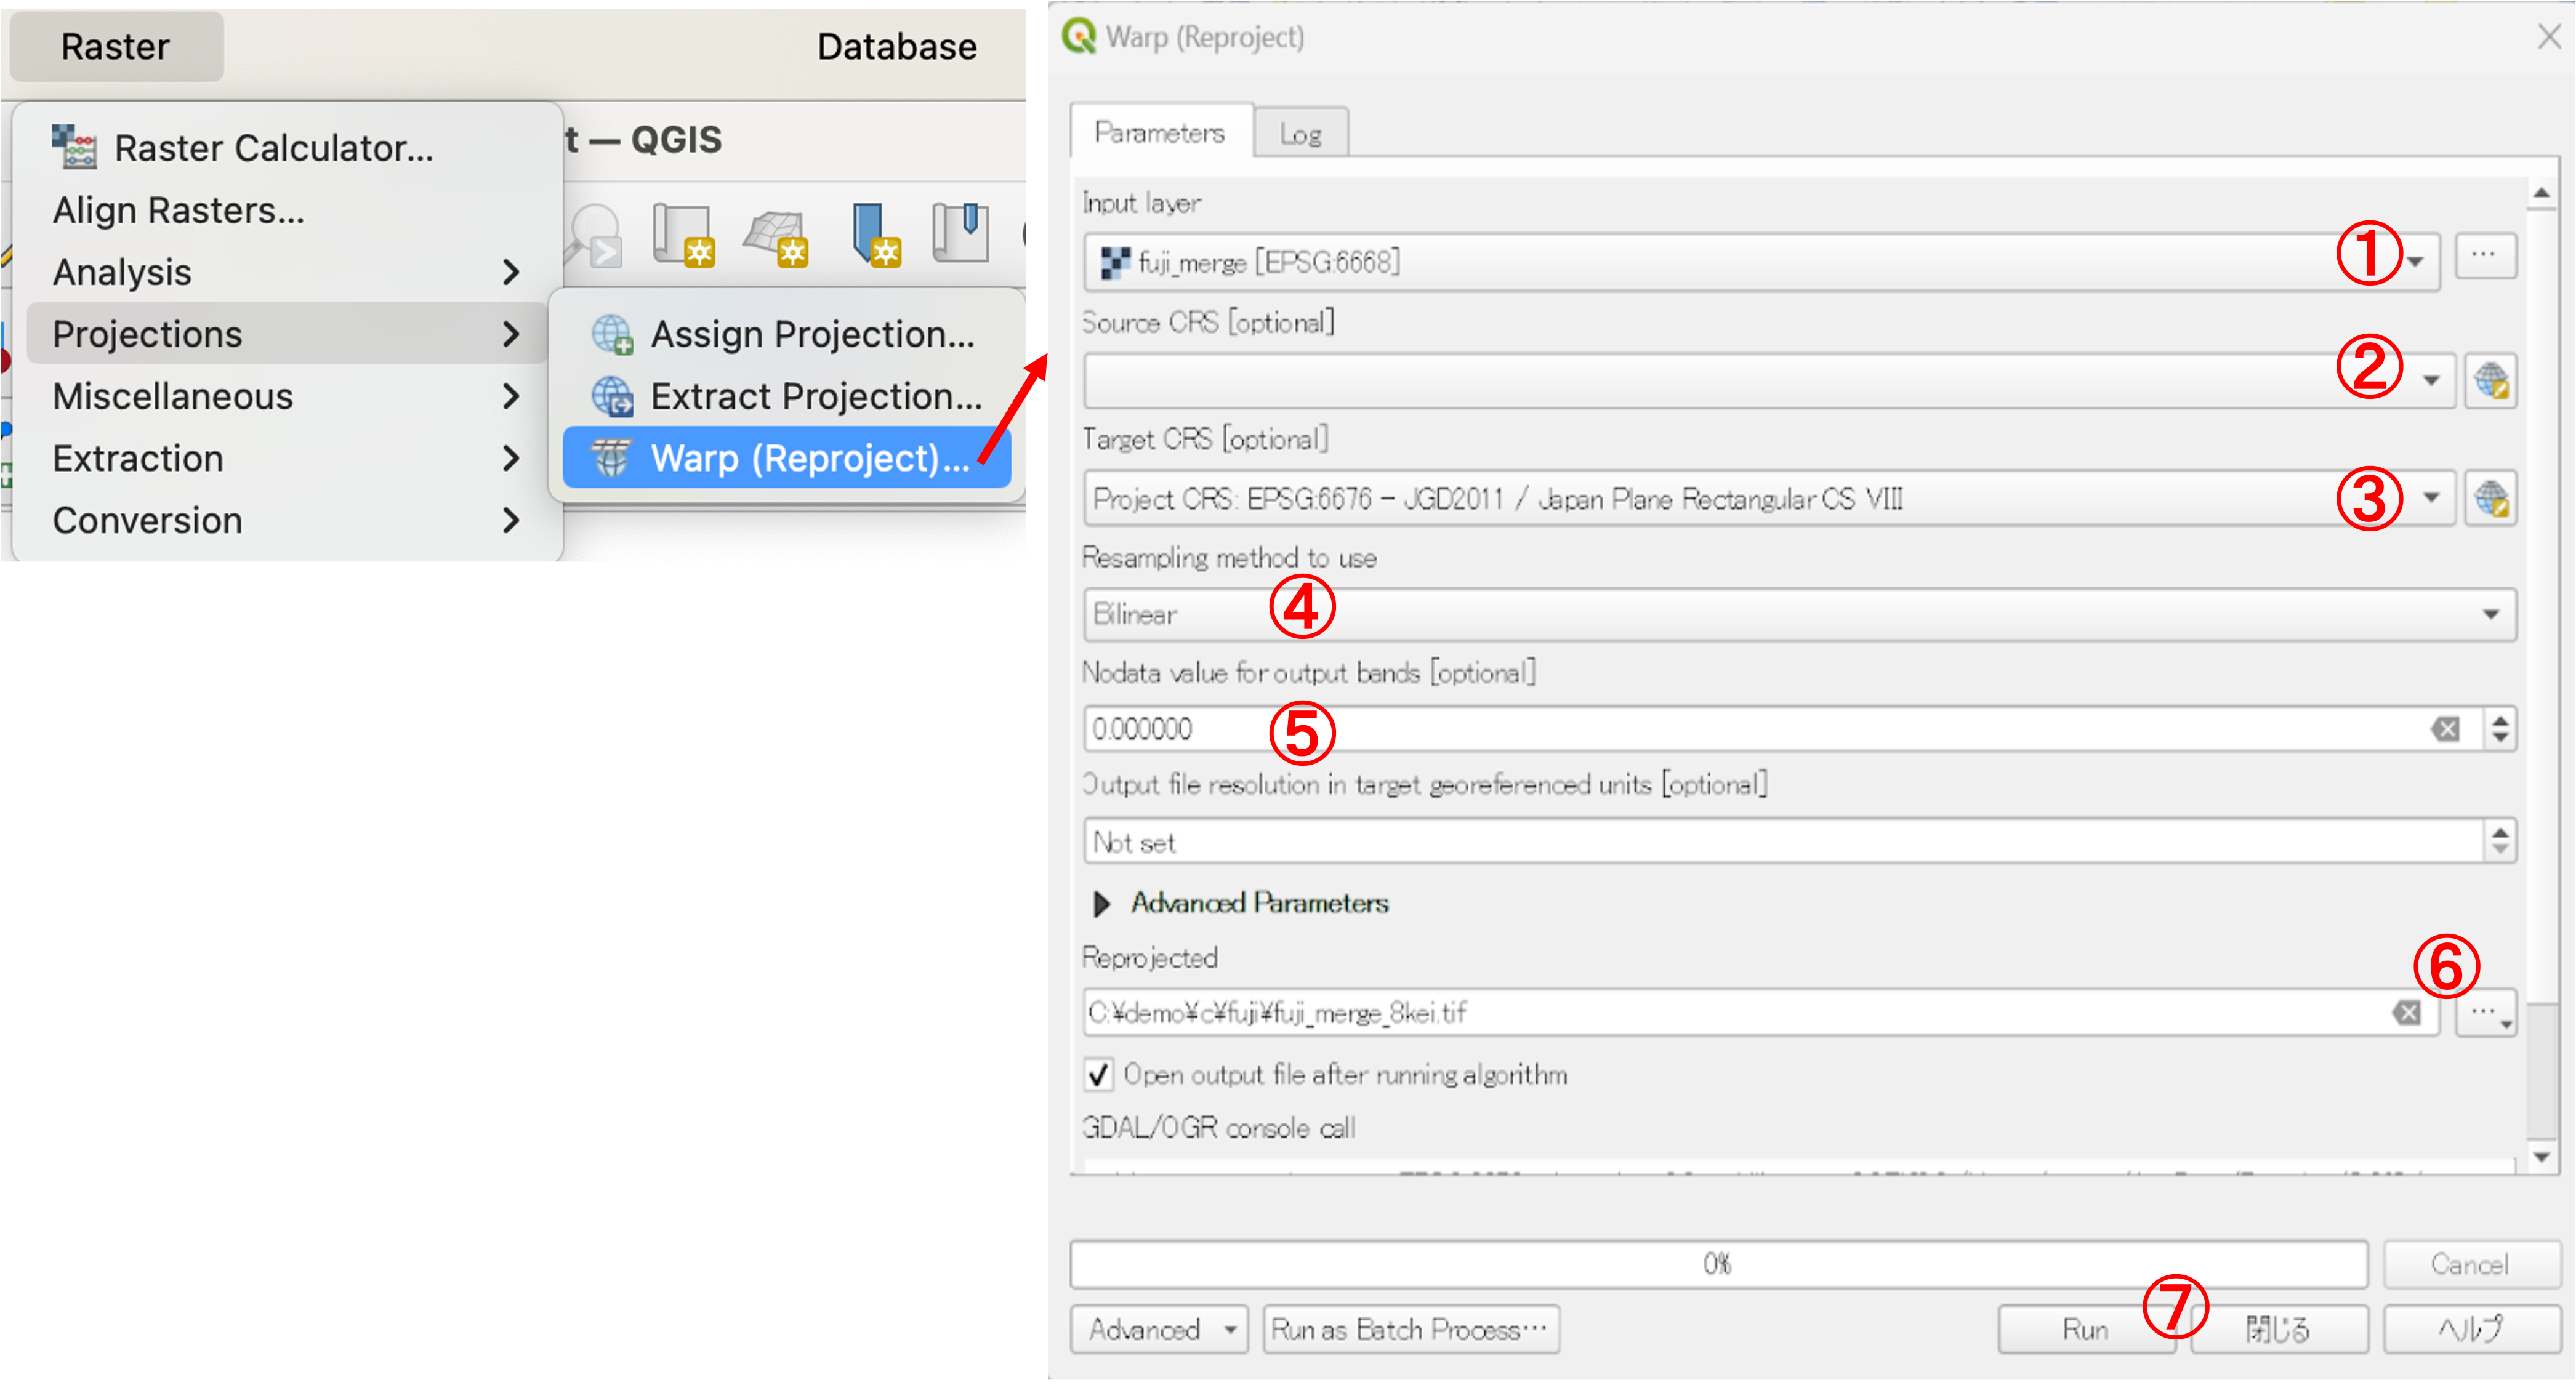 Raster
Database
Raster Calculator...
t — QGIS
Align Rasters...
Analysis
Projections
Assign Projection...
Miscellaneous
Extract Projection...
Extraction
Warp (Reproject)...
Conversion
Warp (Reproject)
Parameters
Log
Input layer
fuji_merge [EPSG:6668]
①
...
Source CRS [optional]
②
Target CRS [optional]
Project CRS: EPSG:6676 - JGD2011 / Japan Plane Rectangular CS VIII
③
Resampling method to use
Bilinear
④
Nodata value for output bands [optional]
0.000000
⑤
Output file resolution in target georeferenced units [optional]
Not set
Advanced Parameters
Reprojected
⑥
C:¥demo¥c¥fuji¥fuji_merge_8kei.tif
...
Open output file after running algorithm
GDAL/OGR console call
0%
Cancel
Advanced
Run as Batch Process...
Run
⑦
閉じる
ヘルプ